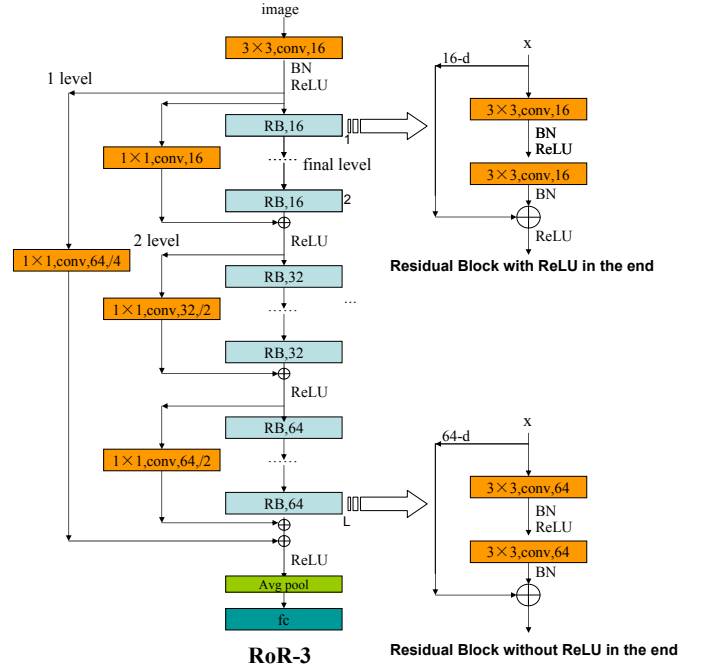 image
3×3,conv,16
BN
ReLU
1 level
RB,16
1
1×1,conv,16
......
final level
RB,16
2
ReLU
2 level
1×1,conv,64,/4
RB,32
...
1×1,conv,32,/2
......
RB,32
ReLU
RB,64
1×1,conv,64,/2
......
RB,64
L
ReLU
Avg pool
fc
RoR-3
x
16-d
3×3,conv,16
BN
ReLU
3×3,conv,16
BN
ReLU
Residual Block with ReLU in the end
x
64-d
3×3,conv,64
BN
ReLU
3×3,conv,64
BN
Residual Block without ReLU in the end